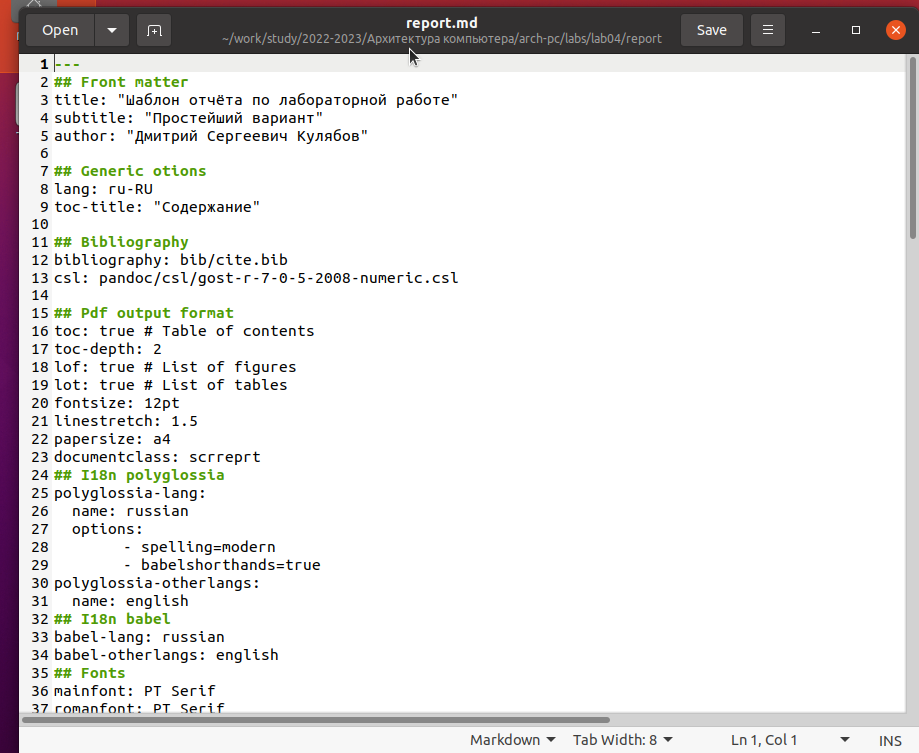 Open
report.md
~/work/study/2022-2023/Архитектура компьютера/arch-pc/labs/lab04/report
Save
1 ---
2 ## Front matter
3 title: "Шаблон отчёта по лабораторной работе"
4 subtitle: "Простейший вариант"
5 author: "Дмитрий Сергеевич Кулябов"
6
7 ## Generic otions
8 lang: ru-RU
9 toc-title: "Содержание"
10
11 ## Bibliography
12 bibliography: bib/cite.bib
13 csl: pandoc/csl/gost-r-7-0-5-2008-numeric.csl
14
15 ## Pdf output format
16 toc: true # Table of contents
17 toc-depth: 2
18 lof: true # List of figures
19 lot: true # List of tables
20 fontsize: 12pt
21 linestretch: 1.5
22 papersize: a4
23 documentclass: scrreprt
24 ## I18n polyglossia
25 polyglossia-lang:
26   name: russian
27   options:
28         - spelling=modern
29         - babelshorthands=true
30 polyglossia-otherlangs:
31   name: english
32 ## I18n babel
33 babel-lang: russian
34 babel-otherlangs: english
35 ## Fonts
36 mainfont: PT Serif
37 romanfont: PT Serif
Markdown Tab Width: 8 Ln 1, Col 1 INS